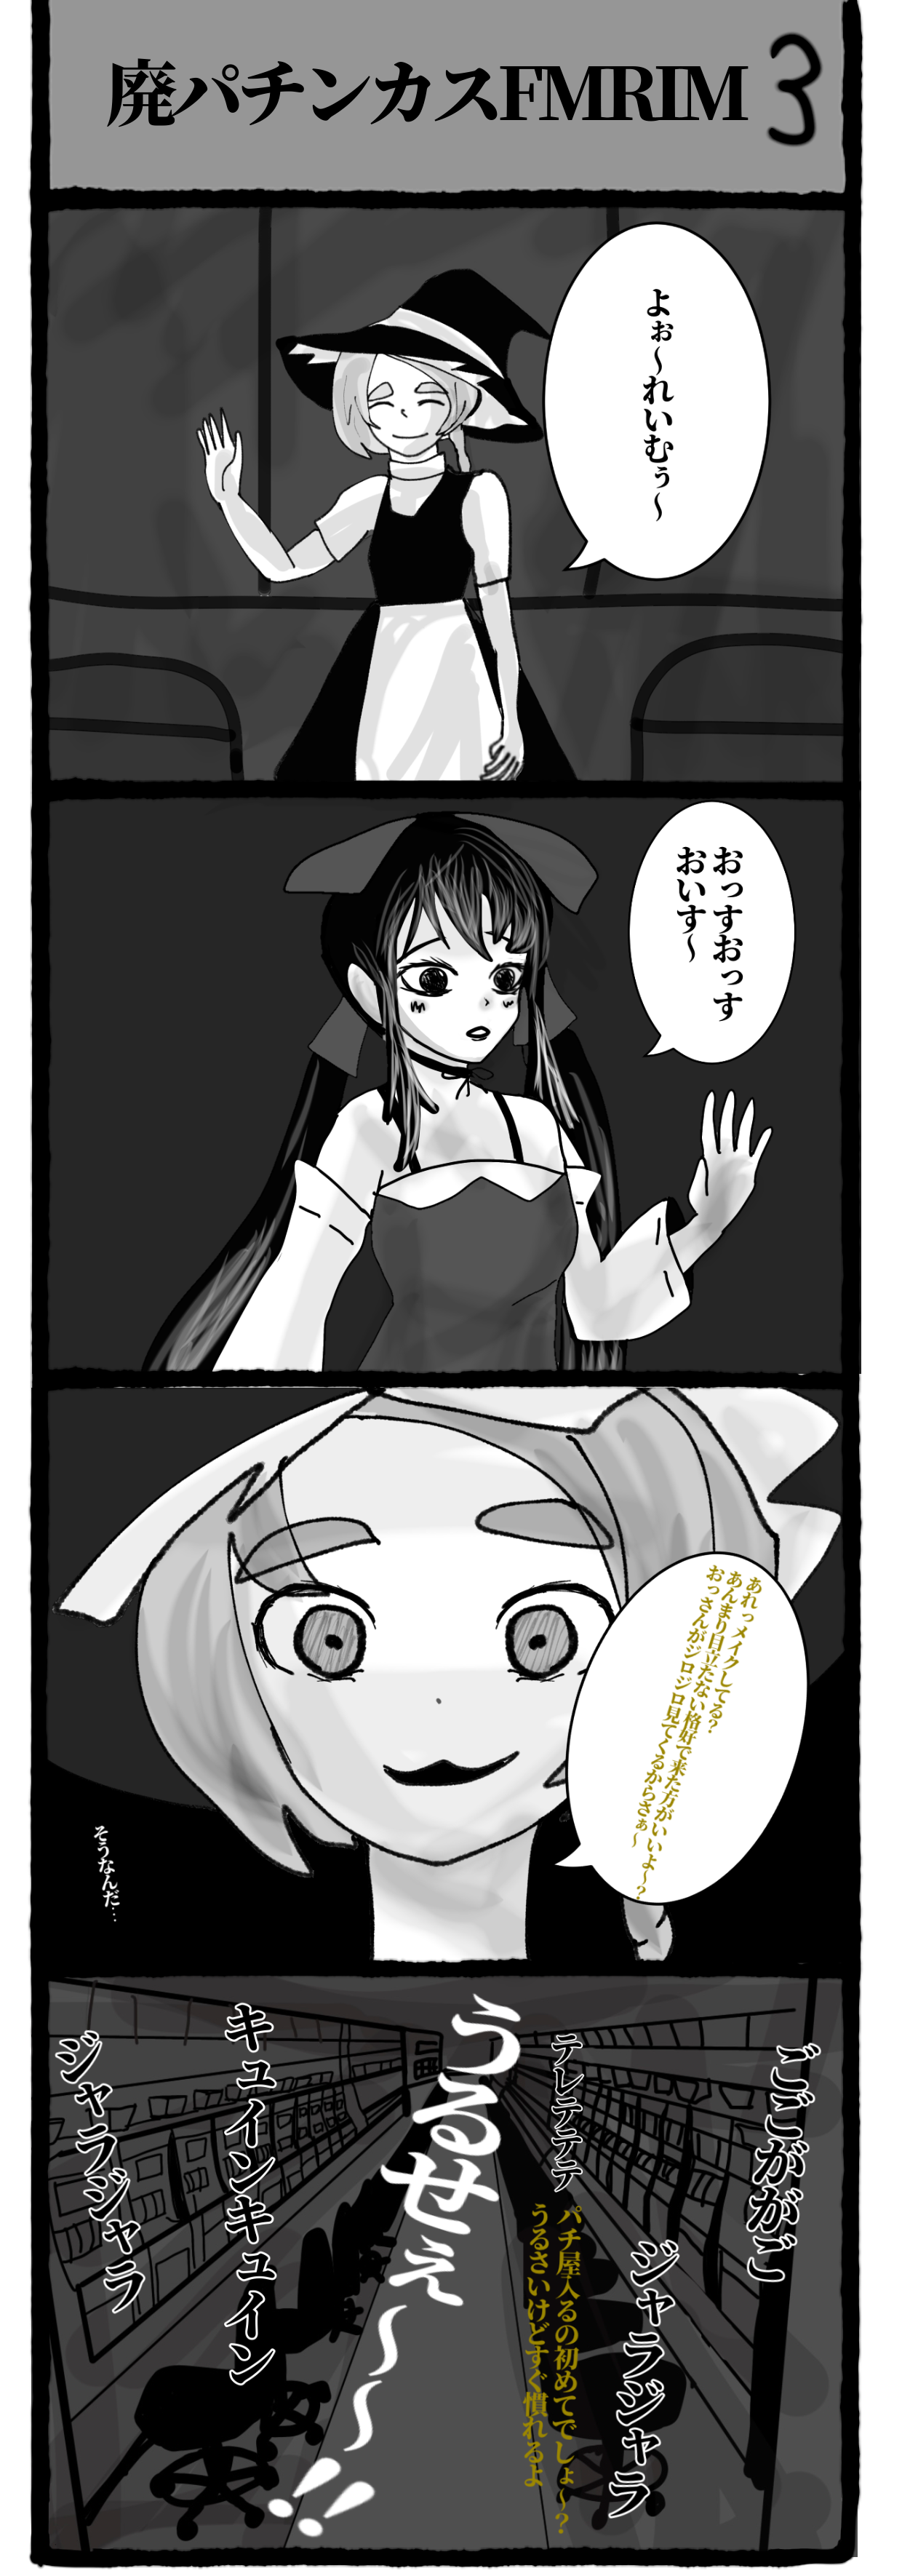 廃パチンカスFMRIM3
よぉ〜れいむぅ〜
おっすおっす
おいす〜
あれっメイクしてる？
あんまり目立たない格好で来た方がいいよ〜？
おっさんがジロジロ見てくるからさぁ〜
そうなんだ…
ごごががご
ジャラジャラ
テレテテテ
パチ屋入るの初めてでしょ〜？
うるさいけどすぐ慣れるよ
うるせぇ〜〜!!
キュインキュイン
ジャラジャラ